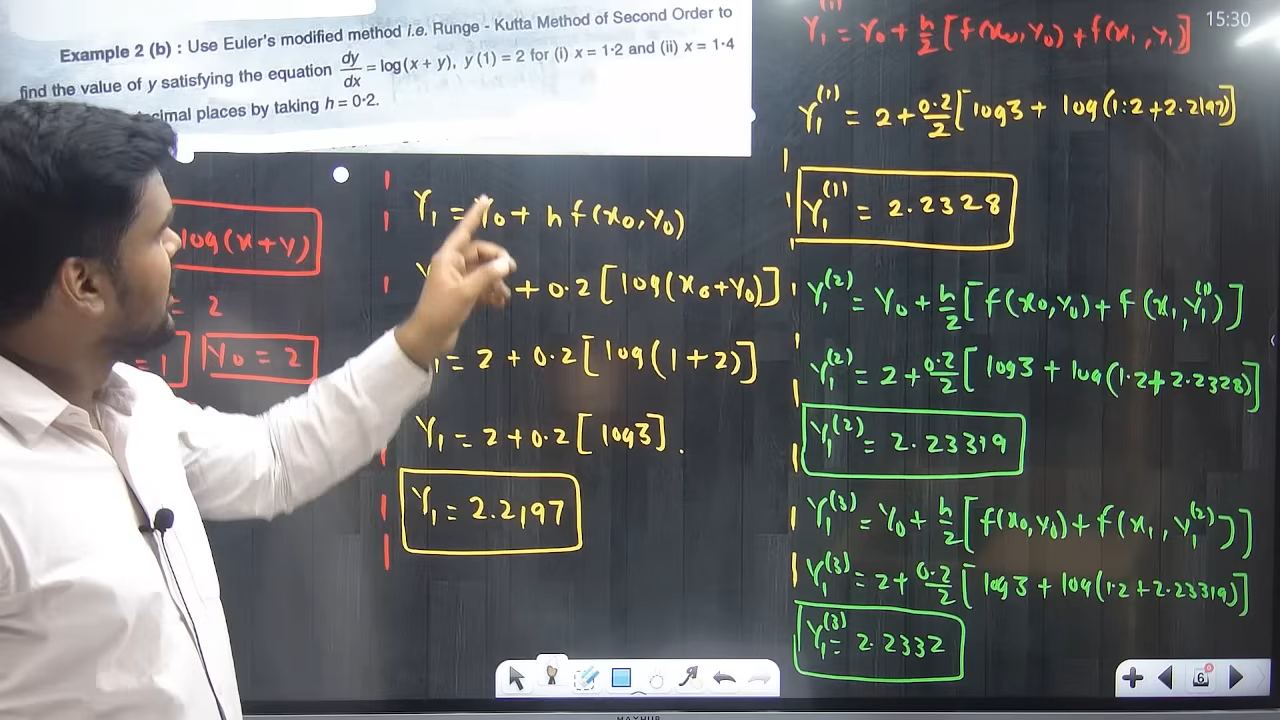 Example 2 (b) : Use Euler's modified method i.e. Runge - Kutta Method of Second Order to
find the value of y satisfying the equation dy/dx = log(x + y), y (1) = 2 for (i) x = 1·2 and (ii) x = 1·4
places by taking h = 0·2.
log(x+y)
= 2
=1] Y₀ = 2
Y₁ = Y₀ + h f(x₀, Y₀)
+ 0.2 [log(x₀+Y₀)]
= 2 + 0.2 [log(1+2)]
Y₁ = 2 + 0.2 [log3].
Y₁ = 2.2197
15:30
Y₁⁽¹⁾ = Y₀ + h/2 [f(x₀, Y₀) + f(x₁, Y₁)]
Y₁⁽¹⁾ = 2 + 0.2/2 [log3 + log(1.2+2.2197)]
Y₁⁽¹⁾ = 2.2328
Y₁⁽²⁾ = Y₀ + h/2 [f(x₀, Y₀) + f(x₁, Y₁⁽¹⁾)]
Y₁⁽²⁾ = 2 + 0.2/2 [log3 + log(1.2+2.2328)]
Y₁⁽²⁾ = 2.23319
Y₁⁽³⁾ = Y₀ + h/2 [f(x₀, Y₀) + f(x₁, Y₁⁽²⁾)]
Y₁⁽³⁾ = 2 + 0.2/2 [log3 + log(1.2+2.23319)]
Y₁⁽³⁾ = 2.2332
6
MAXHUB